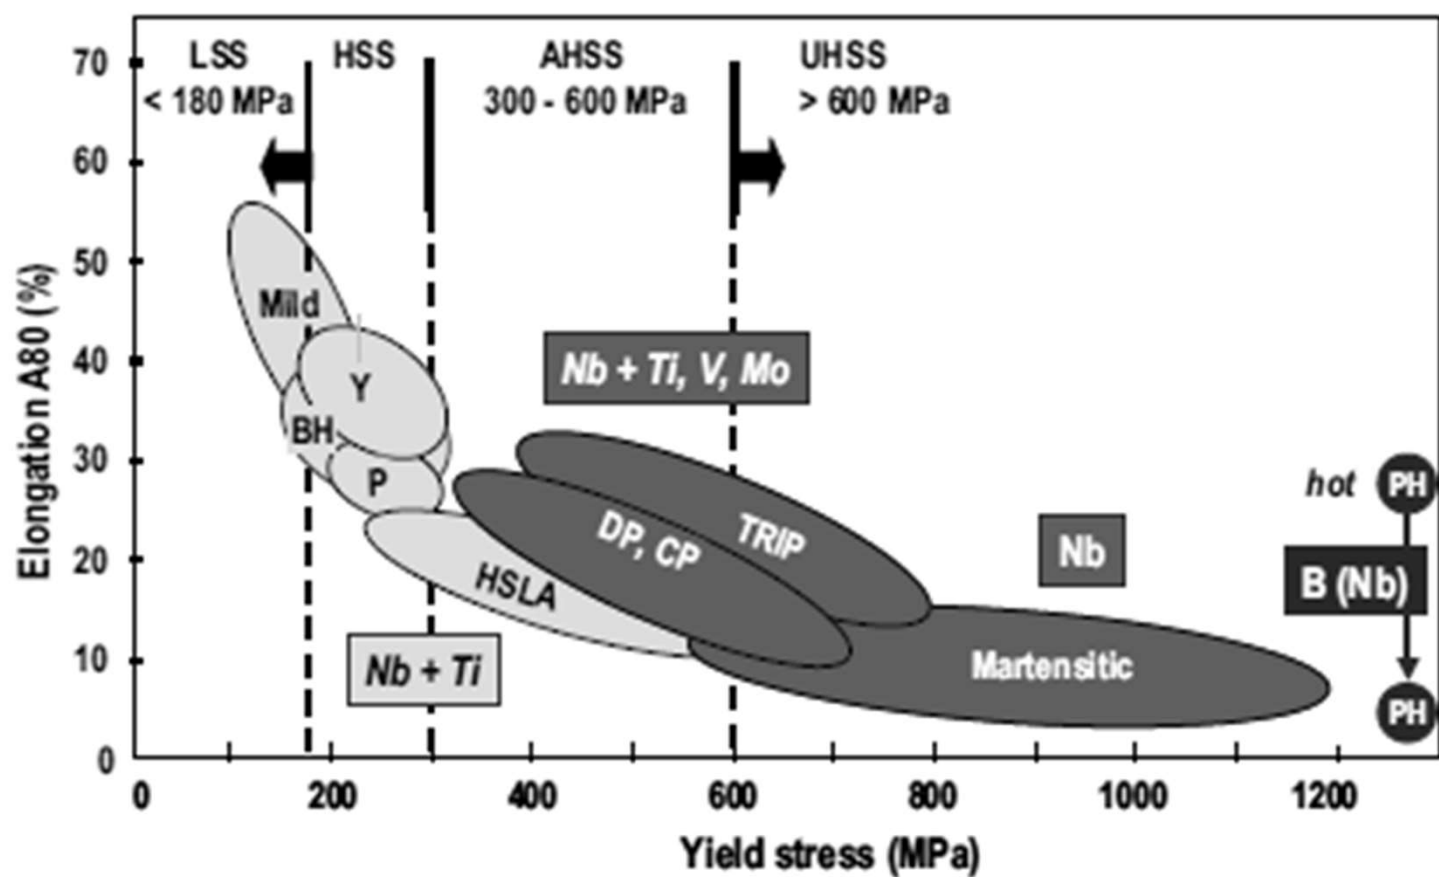 LSS
< 180 MPa
HSS
AHSS
300 - 600 MPa
UHSS
> 600 MPa
70
60
50
40
30
20
10
0
Elongation A80 (%)
Mild
Y
BH
P
HSLA
Nb + Ti
Nb + Ti, V, Mo
DP, CP
TRIP
Martensitic
Nb
hot
PH
B (Nb)
PH
0 200 400 600 800 1000 1200
Yield stress (MPa)